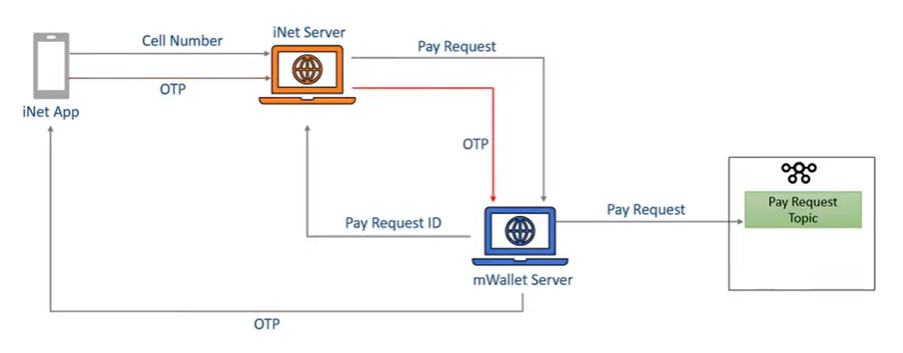 iNet Server
Cell Number
Pay Request
OTP
iNet App
OTP
Pay Request
Topic
Pay Request
Pay Request ID
mWallet Server
OTP